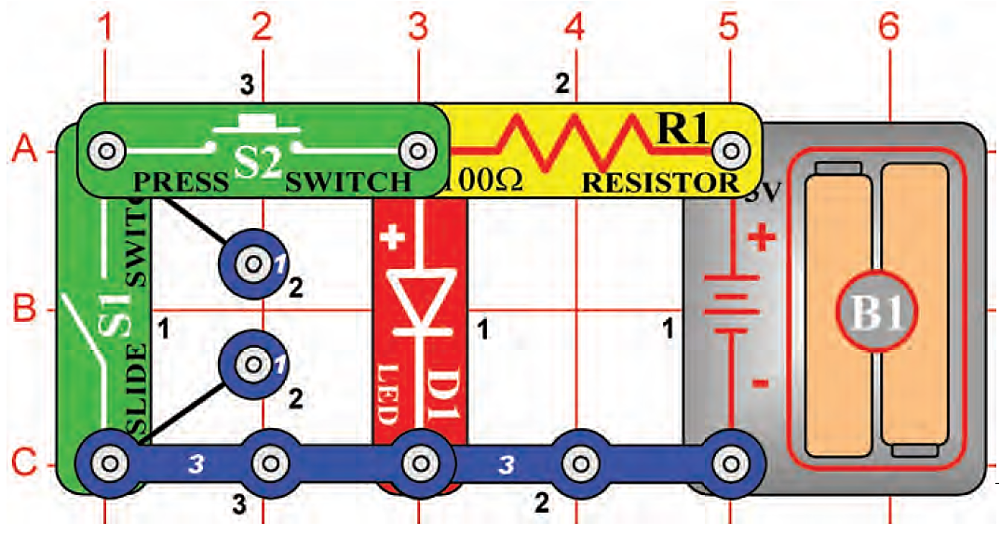 1 2 3 4 5 6
3 2
A
S2
PRESS SWITCH
R1
100Ω RESISTOR
3V
+
+
1
2
B
S1
SLIDE SWITCH
1
1
1
B1
1
2
LED
D1
-
C
3
3
3
2